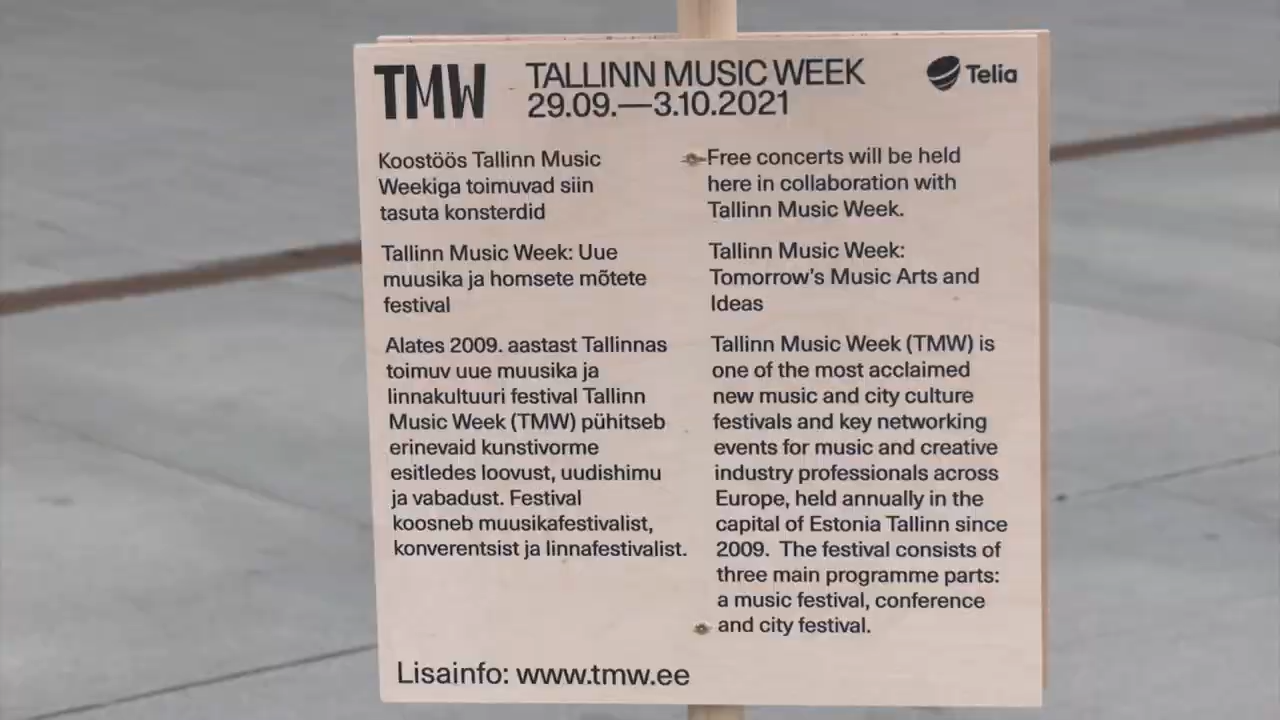 TMW
TALLINN MUSIC WEEK
29.09.—3.10.2021
Telia
Koostöös Tallinn Music
Weekiga toimuvad siin
tasuta konsterdid
Tallinn Music Week: Uue
muusika ja homsete mõtete
festival
Alates 2009. aastast Tallinnas
toimuv uue muusika ja
linnakultuuri festival Tallinn
Music Week (TMW) pühitseb
erinevaid kunstivorme
esitledes loovust, uudishimu
ja vabadust. Festival
koosneb muusikafestivalist,
konverentsist ja linnafestivalist.
Free concerts will be held
here in collaboration with
Tallinn Music Week.
Tallinn Music Week:
Tomorrow's Music Arts and
Ideas
Tallinn Music Week (TMW) is
one of the most acclaimed
new music and city culture
festivals and key networking
events for music and creative
industry professionals across
Europe, held annually in the
capital of Estonia Tallinn since
2009. The festival consists of
three main programme parts:
a music festival, conference
and city festival.
Lisainfo: www.tmw.ee